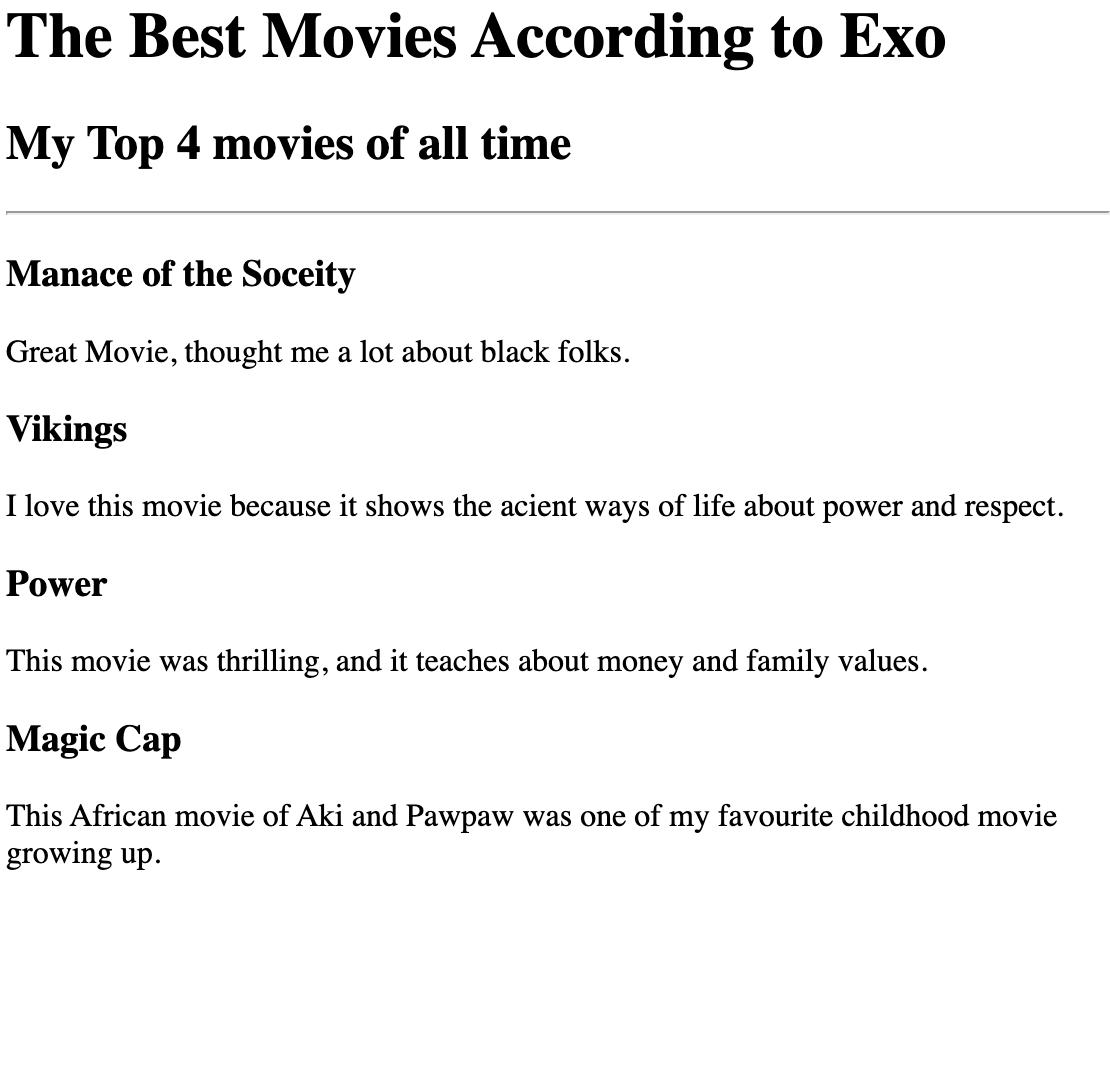 The Best Movies According to Exo
My Top 4 movies of all time
Manace of the Soceity
Great Movie, thought me a lot about black folks.
Vikings
I love this movie because it shows the acient ways of life about power and respect.
Power
This movie was thrilling, and it teaches about money and family values.
Magic Cap
This African movie of Aki and Pawpaw was one of my favourite childhood movie
growing up.